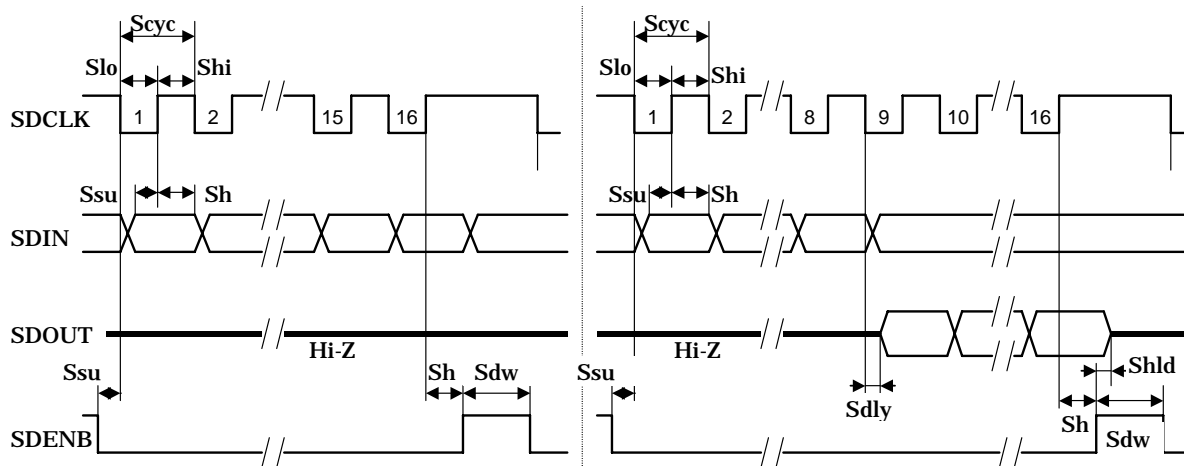 Scyc Scyc
Slo Shi Slo Shi
SDCLK 1 2 15 16 1 2 8 9 10 16
Ssu Sh Ssu Sh
SDIN
SDOUT
Hi-Z Hi-Z
Ssu Sh Sdw Ssu Shld
Sdly Sh
SDENB Sdw